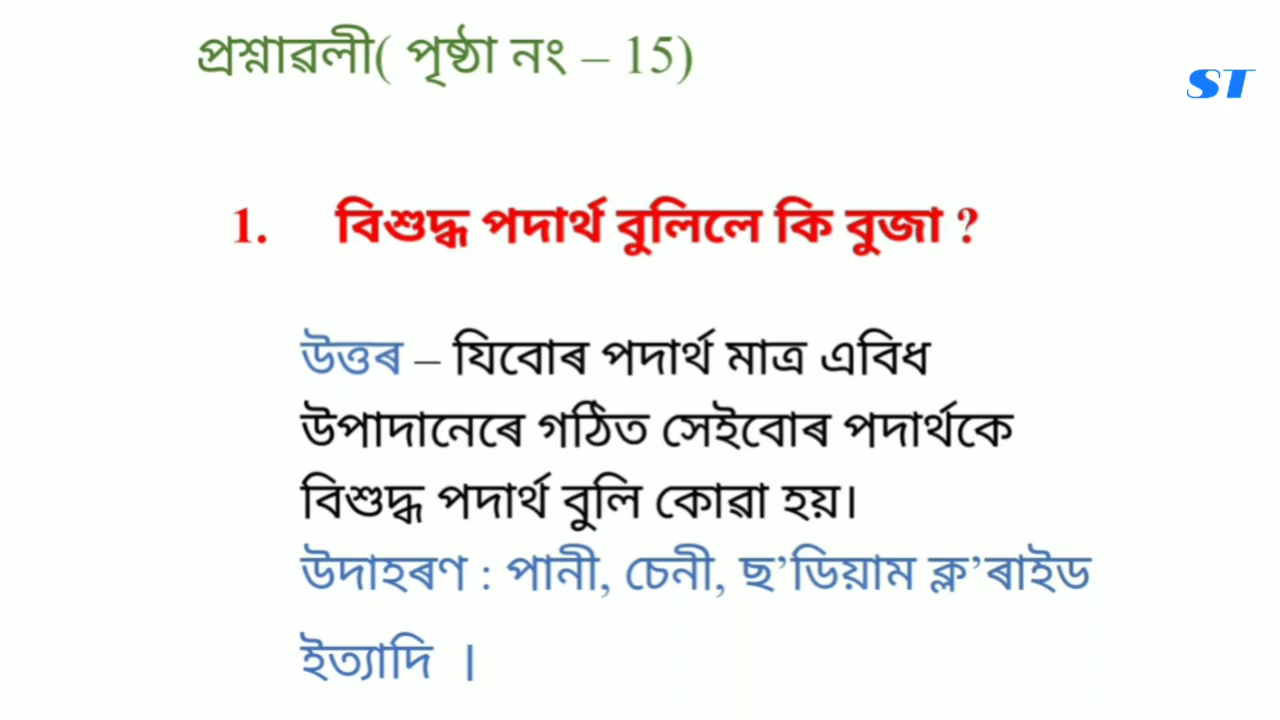 প্ৰশ্নাৱলী( পৃষ্ঠা নং – 15)
ST
1. বিশুদ্ধ পদাৰ্থ বুলিলে কি বুজা ?
উত্তৰ – যিবোৰ পদাৰ্থ মাত্ৰ এবিধ
উপাদানেৰে গঠিত সেইবোৰ পদাৰ্থকে
বিশুদ্ধ পদাৰ্থ বুলি কোৱা হয়।
উদাহৰণ : পানী, চেনী, ছ’ডিয়াম ক্ল’ৰাইড
ইত্যাদি ।